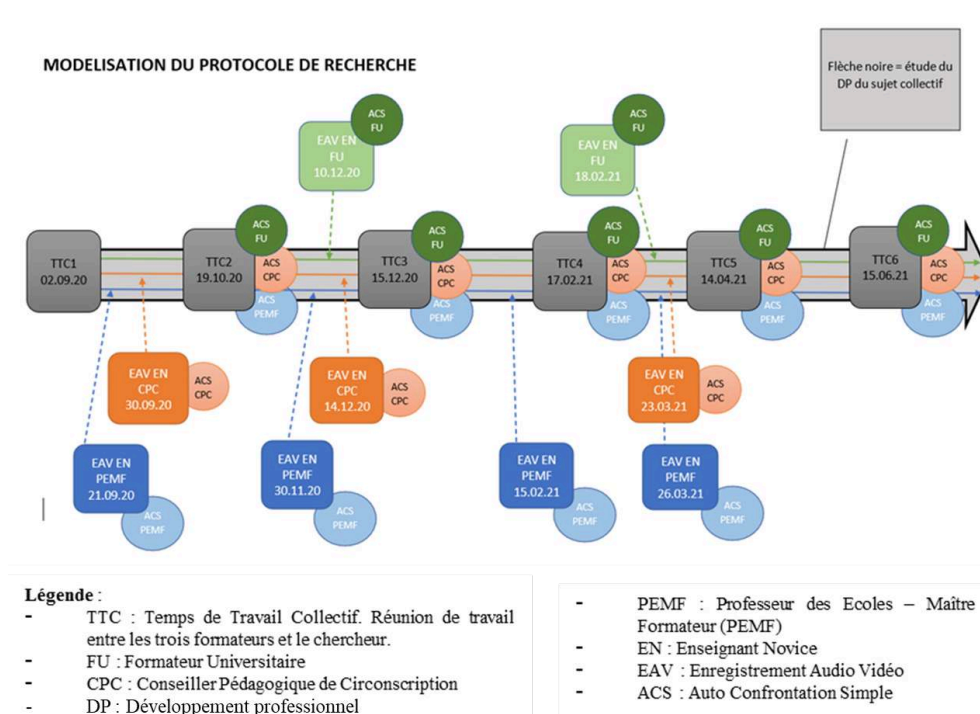 MODELISATION DU PROTOCOLE DE RECHERCHE
Flèche noire = étude du
DP du sujet collectif
ACS
FU
EAV EN
FU
10.12.20
ACS
FU
EAV EN
FU
18.02.21
TTC1
02.09.20
TTC2
19.10.20
ACS
FU
ACS
CPC
ACS
PEMF
TTC3
15.12.20
ACS
FU
ACS
CPC
ACS
PEMF
TTC4
17.02.21
ACS
FU
ACS
CPC
ACS
PEMF
TTC5
14.04.21
ACS
FU
ACS
CPC
ACS
PEMF
TTC6
15.06.21
ACS
FU
ACS
CPC
ACS
PEMF
EAV EN
CPC
30.09.20
ACS
CPC
EAV EN
CPC
14.12.20
ACS
CPC
EAV EN
CPC
23.03.21
ACS
CPC
EAV EN
PEMF
21.09.20
ACS
PEMF
EAV EN
PEMF
30.11.20
ACS
PEMF
EAV EN
PEMF
15.02.21
ACS
PEMF
EAV EN
PEMF
26.03.21
ACS
PEMF
Légende :
- TTC : Temps de Travail Collectif. Réunion de travail
entre les trois formateurs et le chercheur.
- FU : Formateur Universitaire
- CPC : Conseiller Pédagogique de Circonscription
- DP : Développement professionnel
- PEMF : Professeur des Ecoles – Maître
Formateur (PEMF)
- EN : Enseignant Novice
- EAV : Enregistrement Audio Vidéo
- ACS : Auto Confrontation Simple